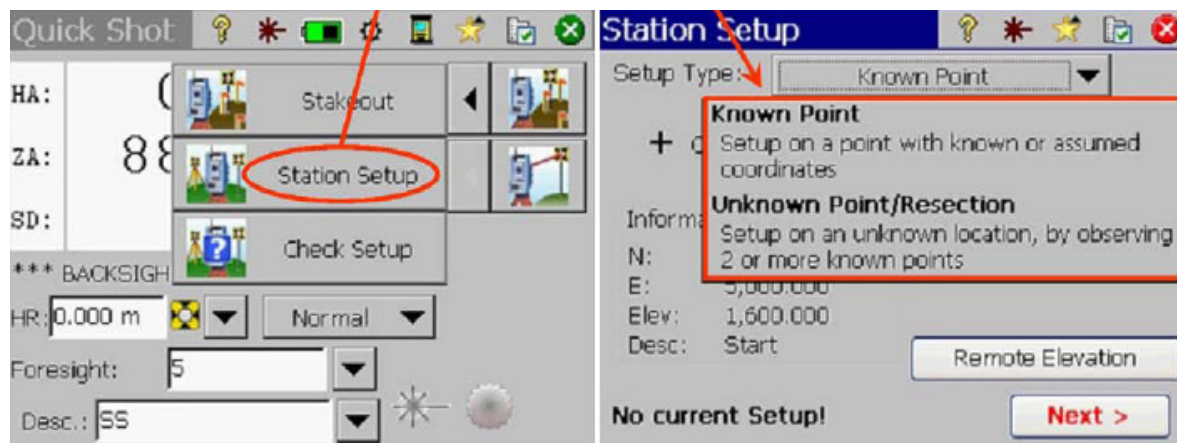 Quick Shot
HA:
ZA: 88
SD:
Stakeout
Station Setup
Check Setup
*** BACKSIGH
HR: 0.000 m
Normal
Foresight: 5
Desc.: SS
Station Setup
Setup Type: Known Point
Known Point
Setup on a point with known or assumed
coordinates
Unknown Point/Resection
Setup on an unknown location, by observing
2 or more known points
Informa
N:
E: 5,000.000
Elev: 1,600.000
Desc: Start
Remote Elevation
No current Setup!
Next >